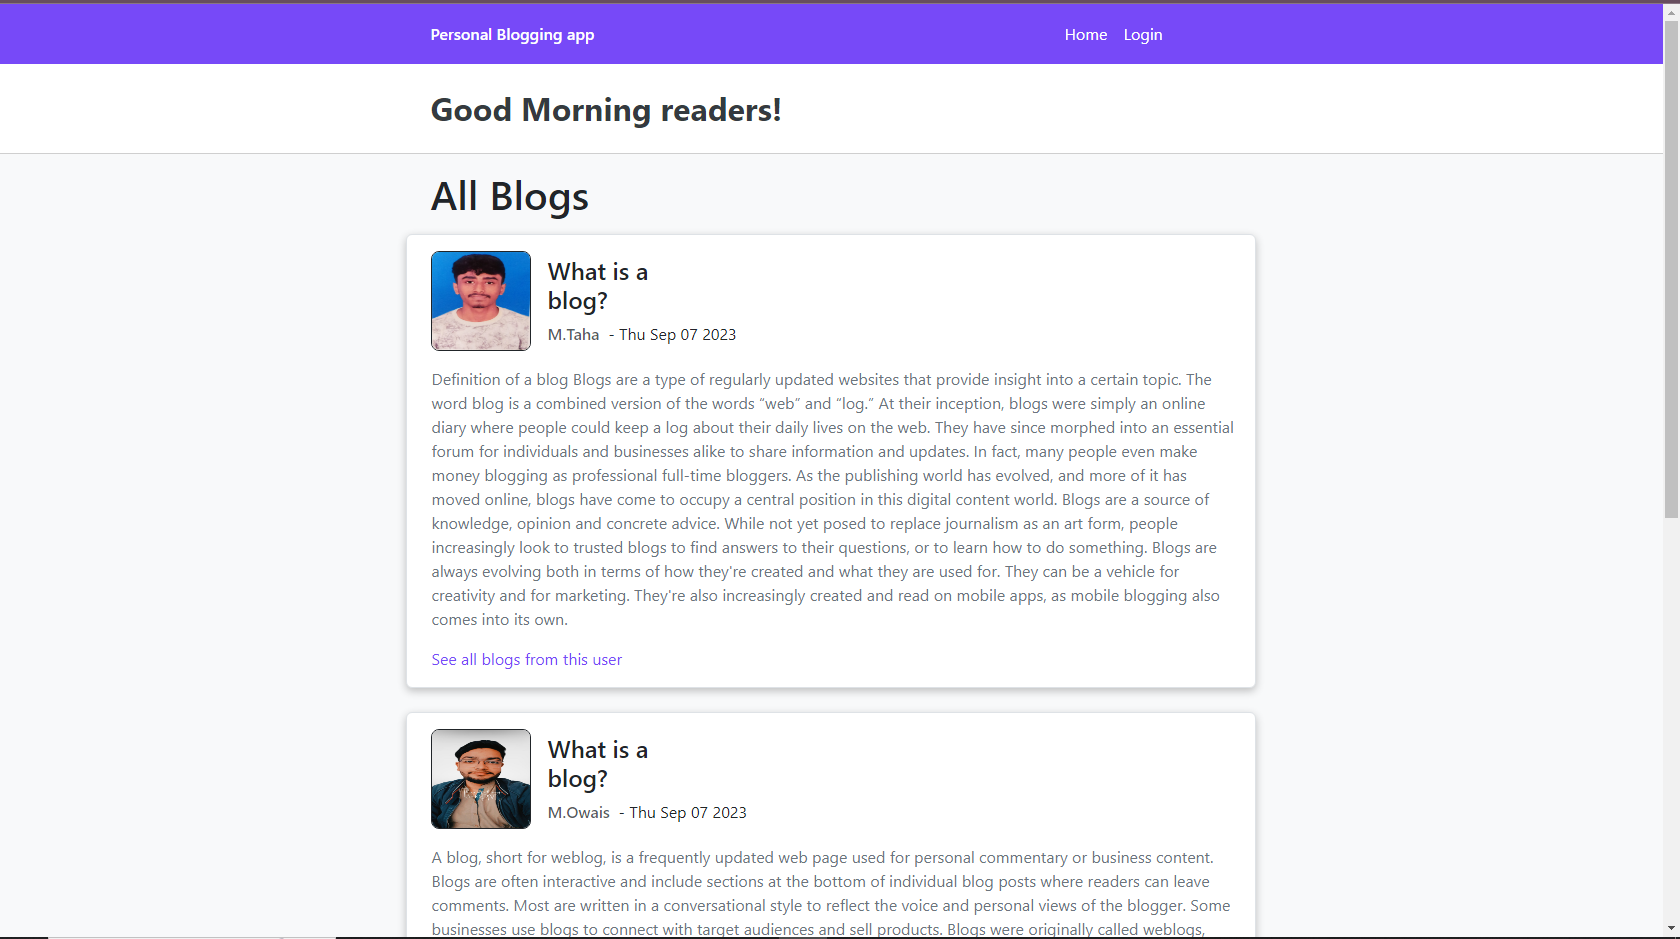 Personal Blogging app
Home Login
Good Morning readers!
All Blogs
What is a
blog?
M.Taha - Thu Sep 07 2023
Definition of a blog Blogs are a type of regularly updated websites that provide insight into a certain topic. The
word blog is a combined version of the words “web” and “log.” At their inception, blogs were simply an online
diary where people could keep a log about their daily lives on the web. They have since morphed into an essential
forum for individuals and businesses alike to share information and updates. In fact, many people even make
money blogging as professional full-time bloggers. As the publishing world has evolved, and more of it has
moved online, blogs have come to occupy a central position in this digital content world. Blogs are a source of
knowledge, opinion and concrete advice. While not yet posed to replace journalism as an art form, people
increasingly look to trusted blogs to find answers to their questions, or to learn how to do something. Blogs are
always evolving both in terms of how they're created and what they are used for. They can be a vehicle for
creativity and for marketing. They're also increasingly created and read on mobile apps, as mobile blogging also
comes into its own.
See all blogs from this user
What is a
blog?
M.Owais - Thu Sep 07 2023
A blog, short for weblog, is a frequently updated web page used for personal commentary or business content.
Blogs are often interactive and include sections at the bottom of individual blog posts where readers can leave
comments. Most are written in a conversational style to reflect the voice and personal views of the blogger. Some
businesses use blogs to connect with target audiences and sell products. Blogs were originally called weblogs,